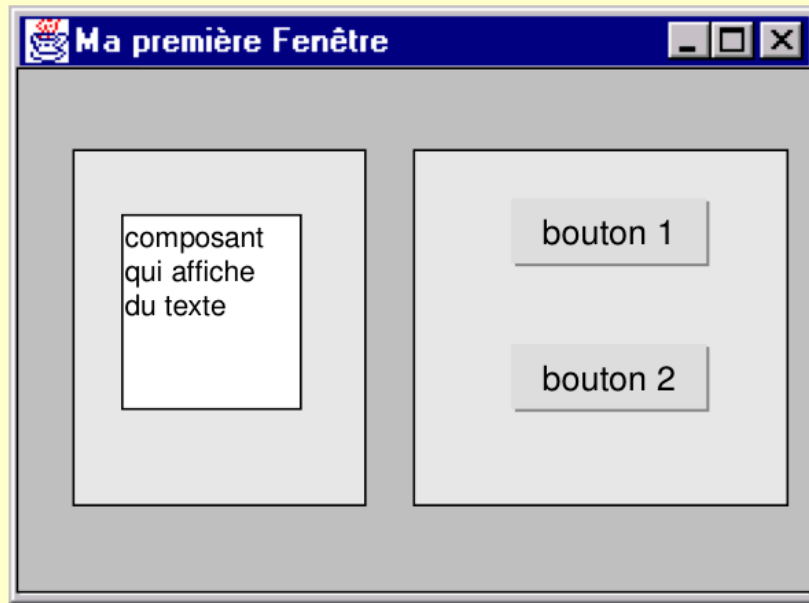 Ma première Fenêtre
composant
qui affiche
du texte
bouton 1
bouton 2